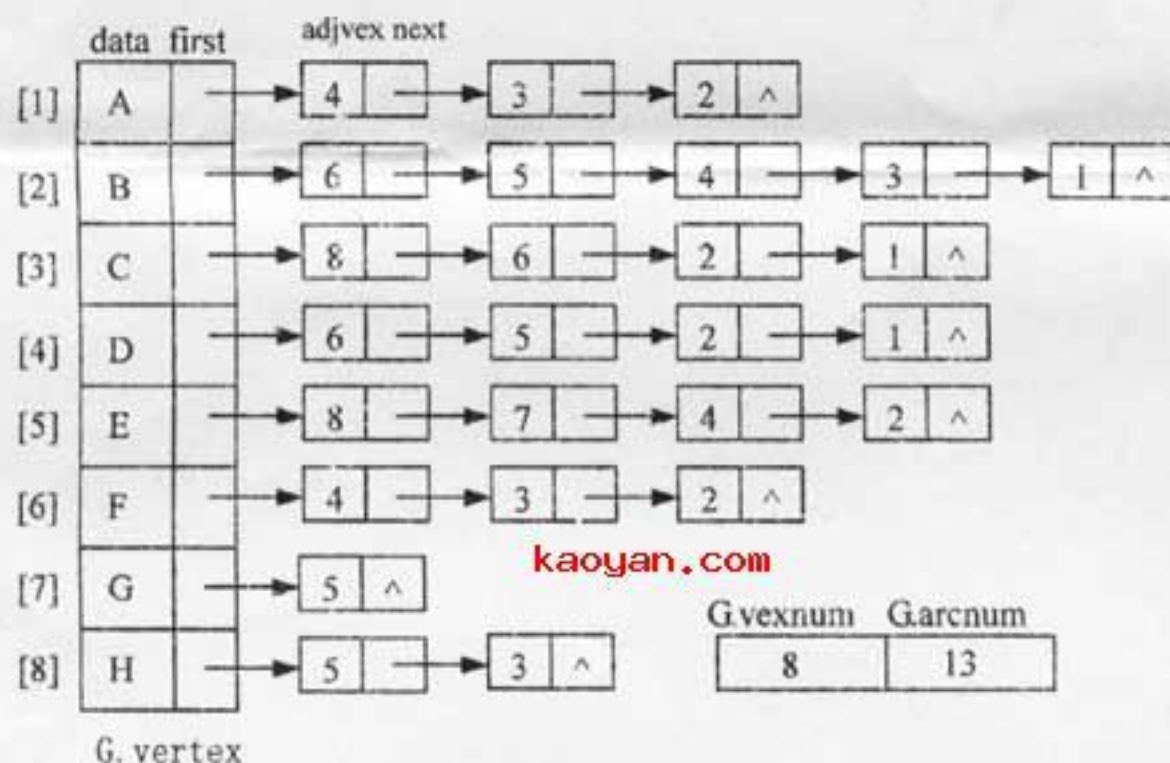 data first adjvex next
[1] A 4 3 2 ^
[2] B 6 5 4 3 1 ^
[3] C 8 6 2 1 ^
[4] D 6 5 2 1 ^
[5] E 8 7 4 2 ^
[6] F 4 3 2 ^
kaoyan.com
[7] G 5 ^
G.vexnum G.arcnum
[8] H 5 3 ^ 8 13
G. vertex